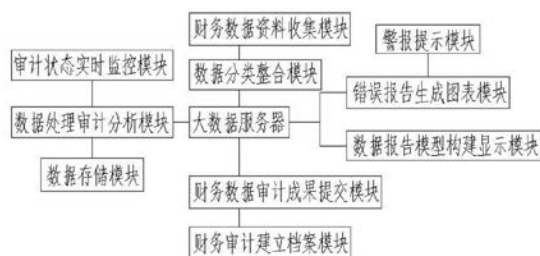 财务数据资料收集模块
警报提示模块
审计状态实时监控模块
数据分类整合模块
错误报告生成图表模块
数据处理审计分析模块
大数据服务器
数据报告模型构建显示模块
数据存储模块
财务数据审计成果提交模块
财务审计建立档案模块